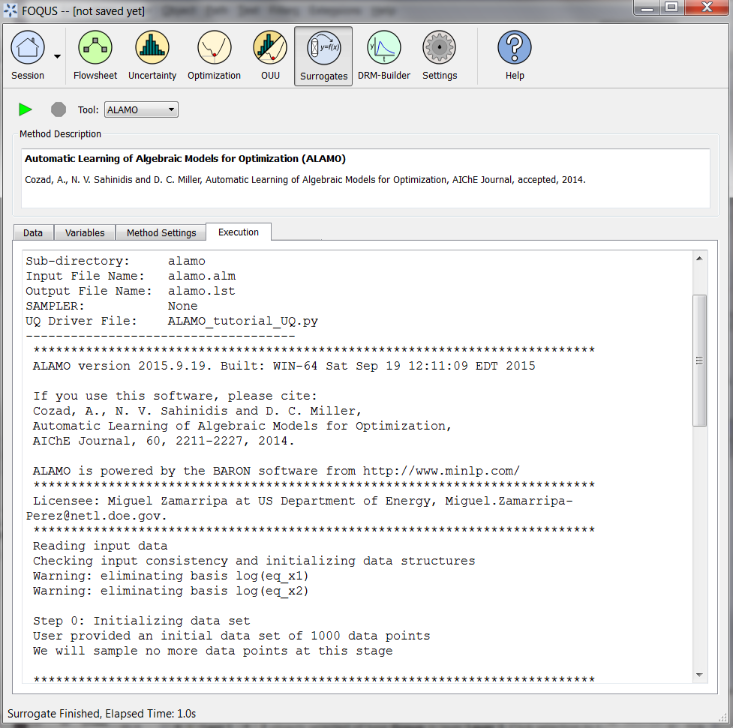 FOQUS -- [not saved yet]
Session
Flowsheet
Uncertainty
Optimization
OUU
y=f(x)
Surrogates
DRM-Builder
Settings
?
Help
Tool: ALAMO
Method Description
Automatic Learning of Algebraic Models for Optimization (ALAMO)
Cozad, A., N. V. Sahinidis and D. C. Miller, Automatic Learning of Algebraic Models for Optimization, AIChE Journal, accepted, 2014.
Data
Variables
Method Settings
Execution
Sub-directory: alamo
Input File Name: alamo.alm
Output File Name: alamo.lst
SAMPLER: None
UQ Driver File: ALAMO_tutorial_UQ.py
------------------------------------
***************************************************************************
ALAMO version 2015.9.19. Built: WIN-64 Sat Sep 19 12:11:09 EDT 2015
If you use this software, please cite:
Cozad, A., N. V. Sahinidis and D. C. Miller,
Automatic Learning of Algebraic Models for Optimization,
AIChE Journal, 60, 2211-2227, 2014.
ALAMO is powered by the BARON software from http://www.minlp.com/
***************************************************************************
Licensee: Miguel Zamarripa at US Department of Energy, Miguel.Zamarripa-
Perez@netl.doe.gov.
***************************************************************************
Reading input data
Checking input consistency and initializing data structures
Warning: eliminating basis log(eq_x1)
Warning: eliminating basis log(eq_x2)
Step 0: Initializing data set
User provided an initial data set of 1000 data points
We will sample no more data points at this stage
***************************************************************************
Surrogate Finished, Elapsed Time: 1.0s